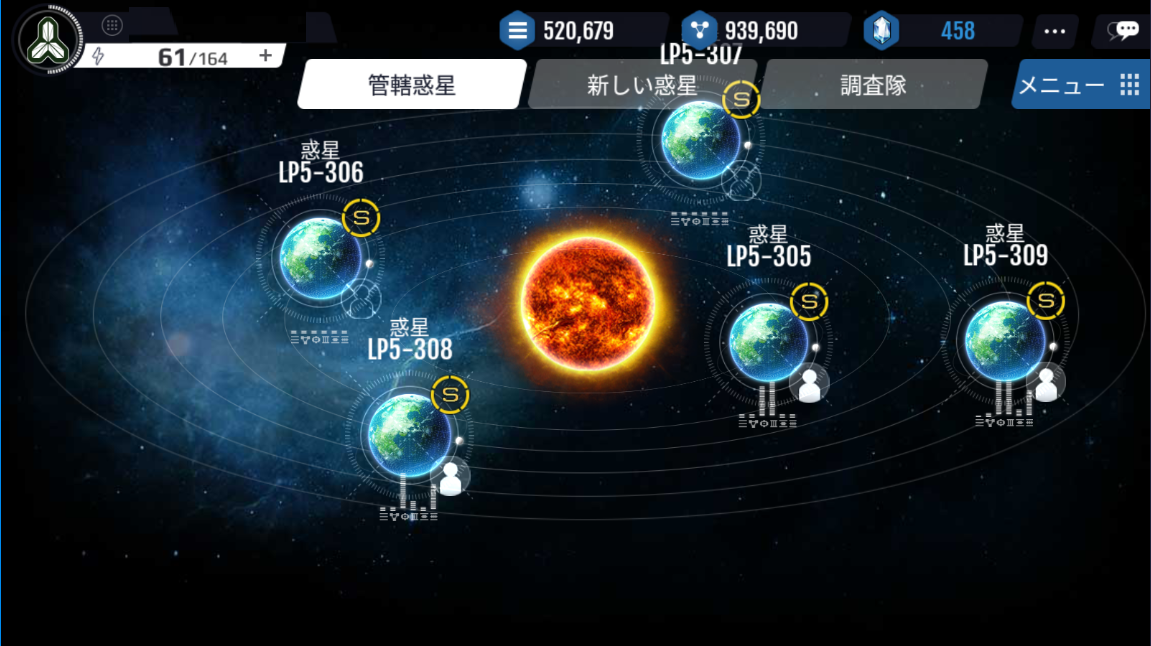 520,679
939,690
458
61/164
+
LP5-307
管轄惑星
新しい惑星
調査隊
メニュー
S
惑星
LP5-306
S
惑星
LP5-305
S
惑星
LP5-309
S
惑星
LP5-308
S